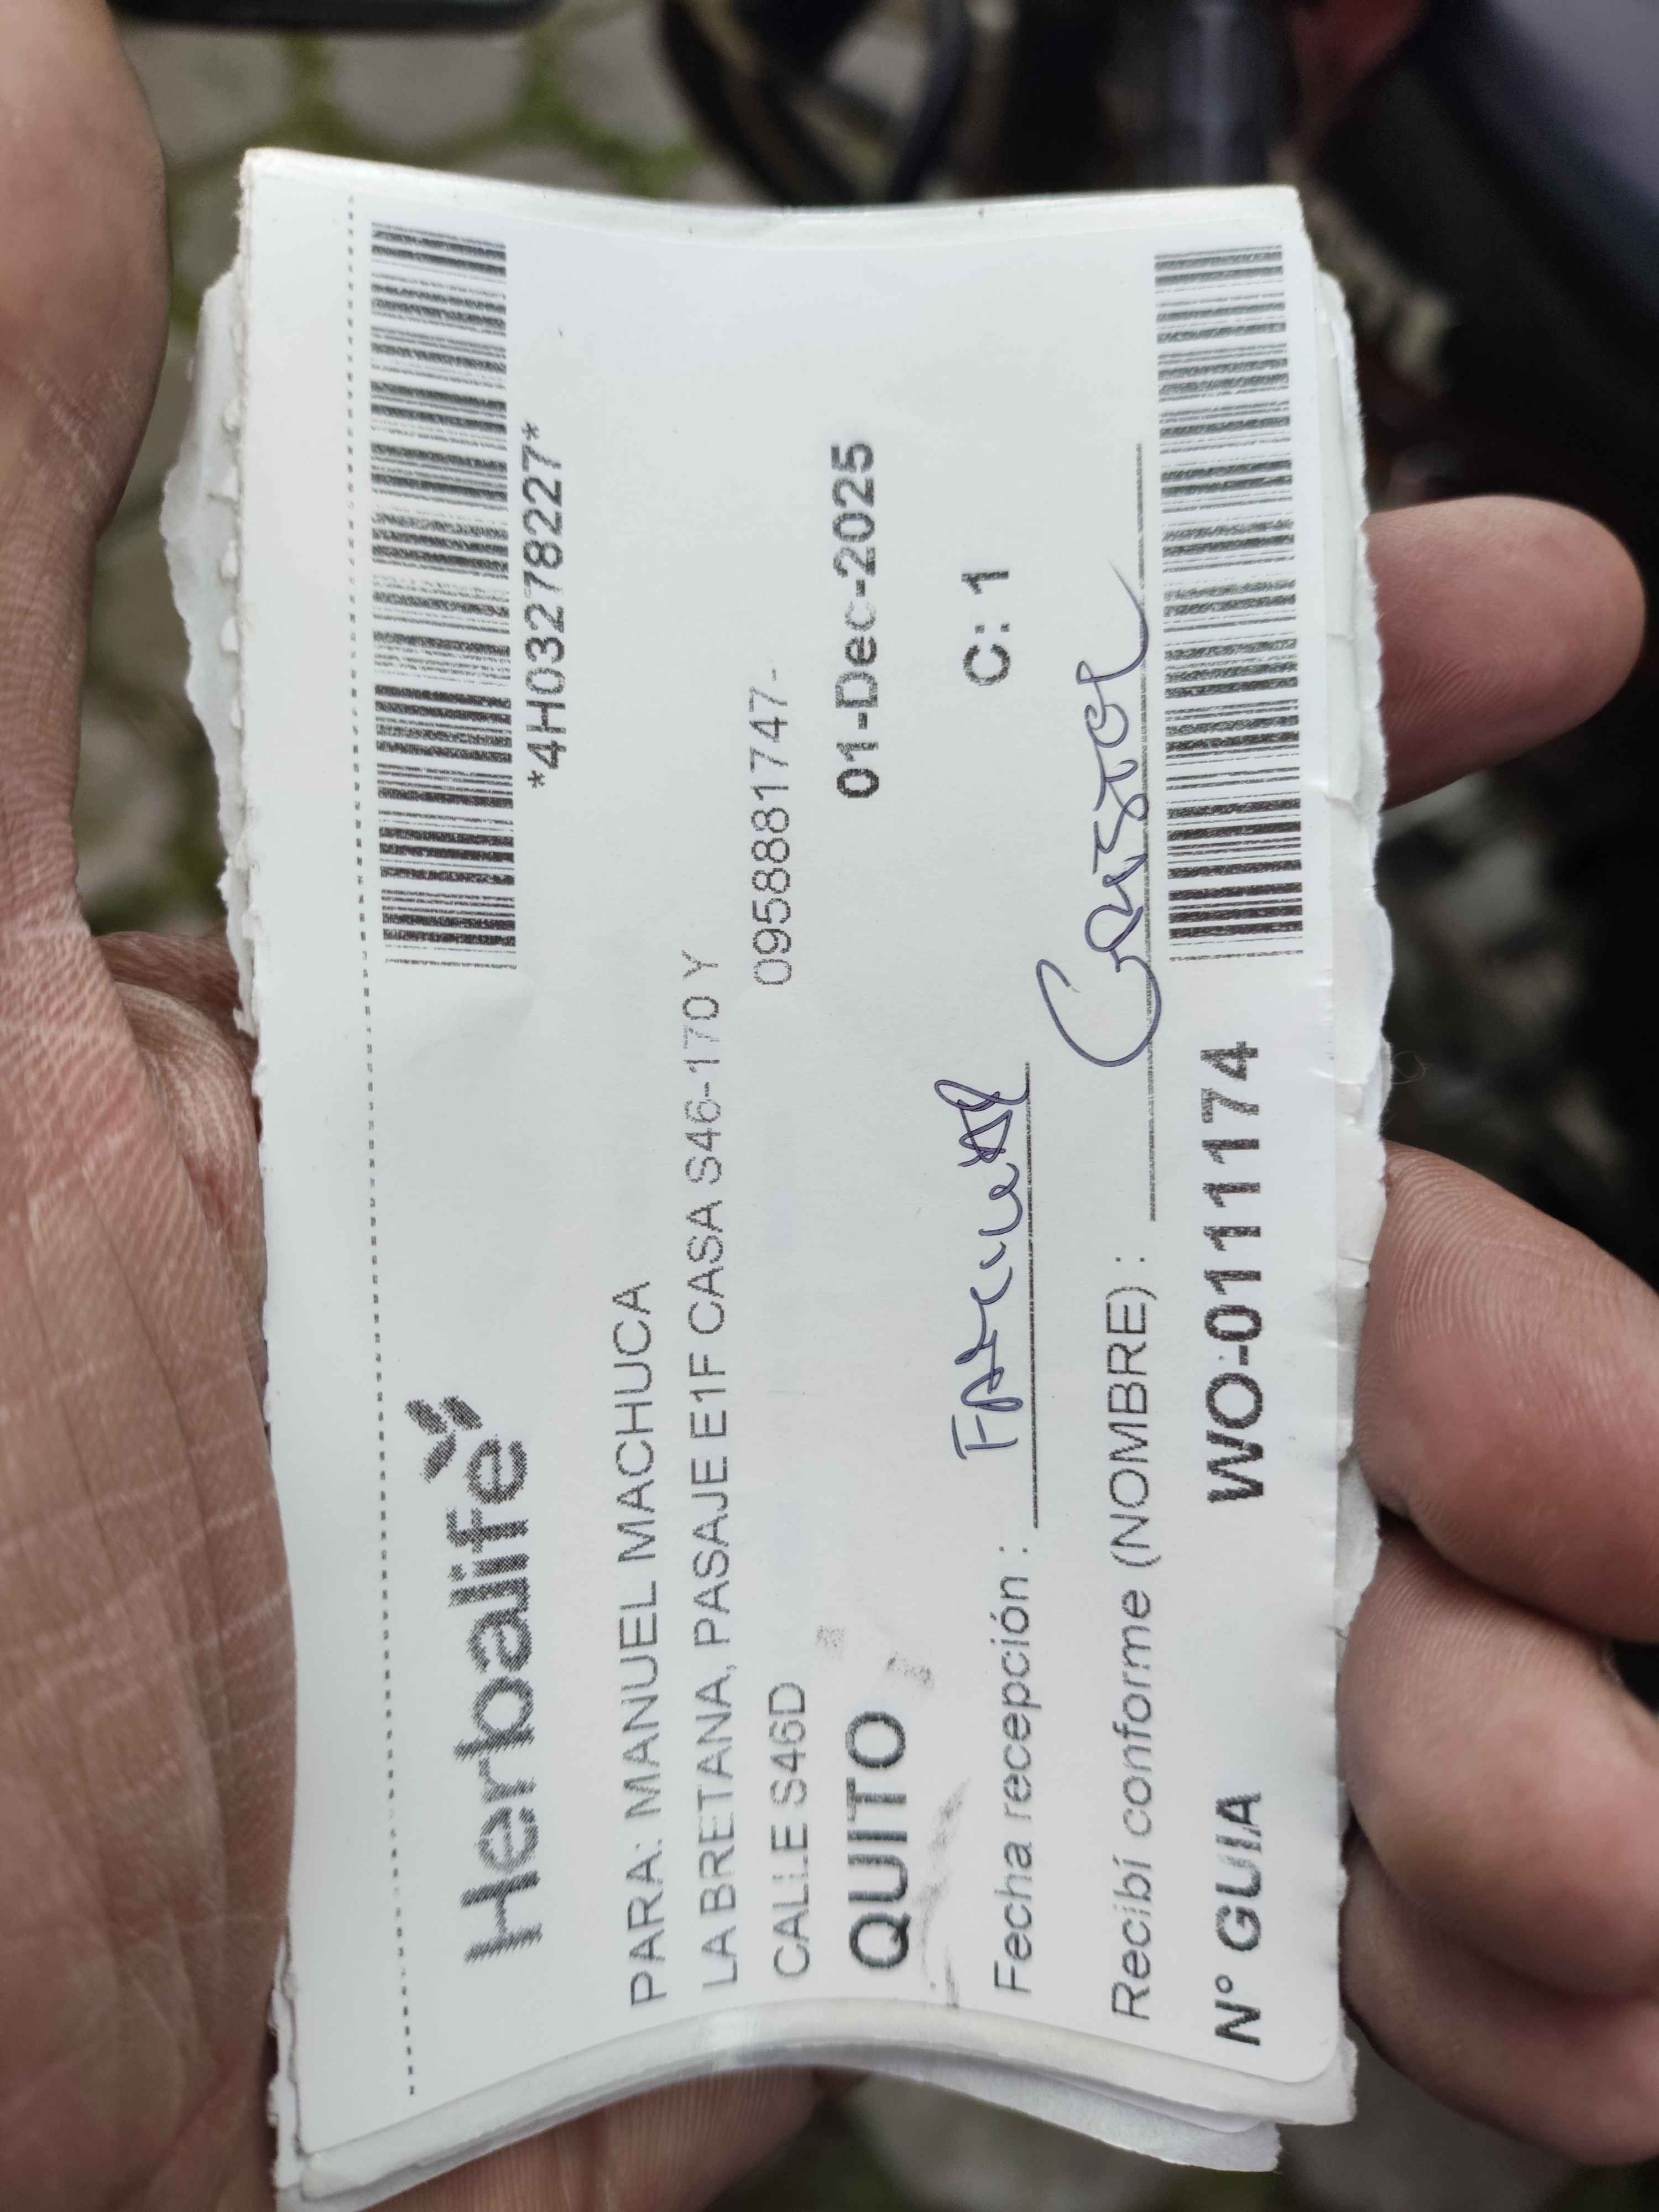 Herbalife
*4H03278227*
PARA: MANUEL MACHUCA
LA BRETANA, PASAJE E1F CASA S46-170 Y
CALLE S46D
0958881747-
QUITO
01-Dec-2025
C: 1
Fecha recepción :
Recibí conforme (NOMBRE) :
N° GUIA
WO-0111174